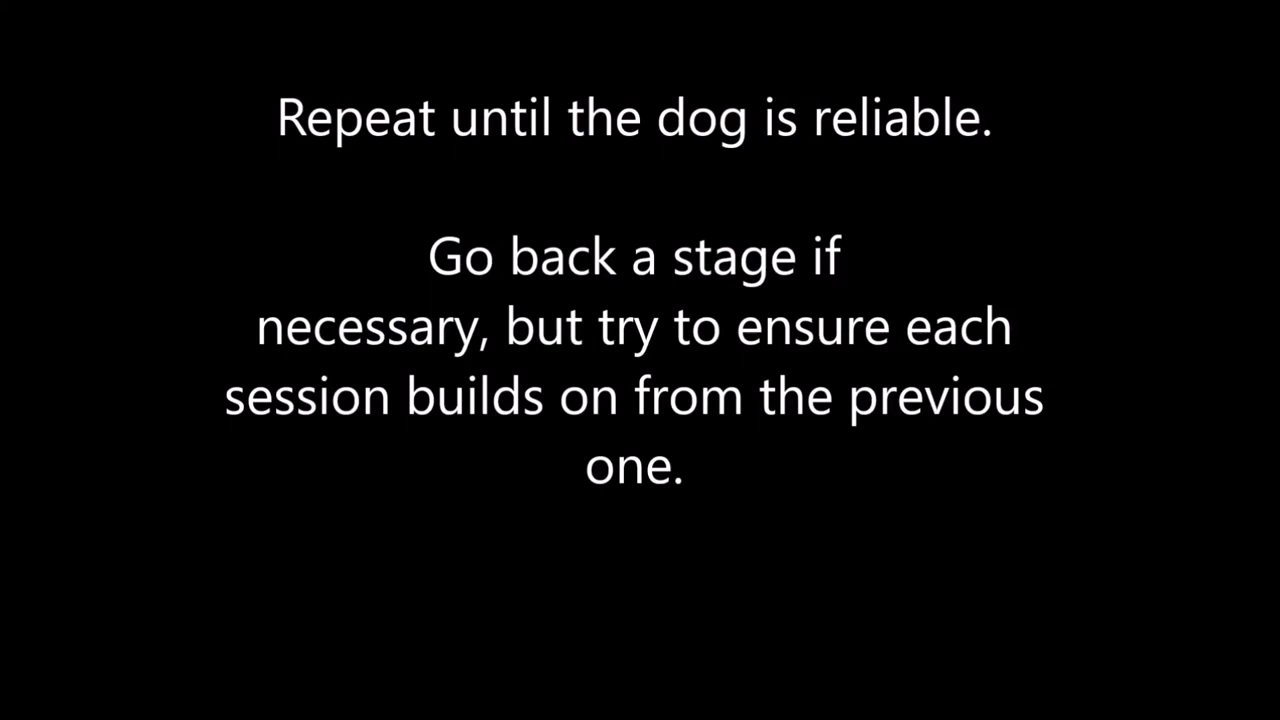 Repeat until the dog is reliable.
Go back a stage if
necessary, but try to ensure each
session builds on from the previous
one.